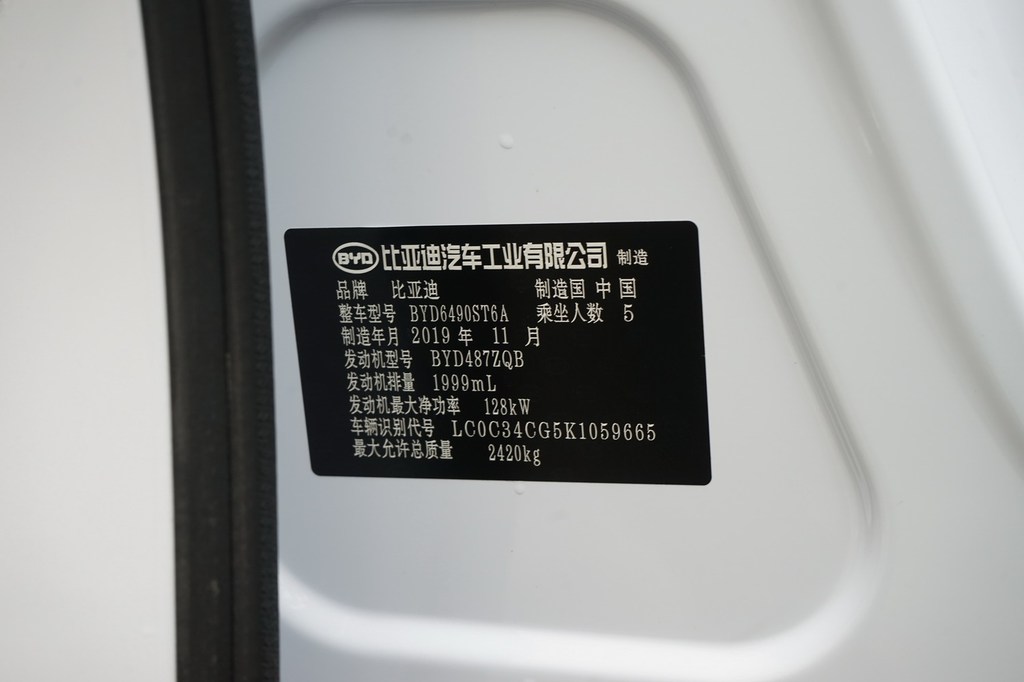 BYD比亚迪汽车工业有限公司 制造
品牌 比亚迪 制造国 中国
整车型号 BYD6490ST6A 乘坐人数 5
制造年月 2019 年 11 月
发动机型号 BYD487ZQB
发动机排量 1999mL
发动机最大净功率 128kW
车辆识别代号 LC0C34CG5K1059665
最大允许总质量 2420kg